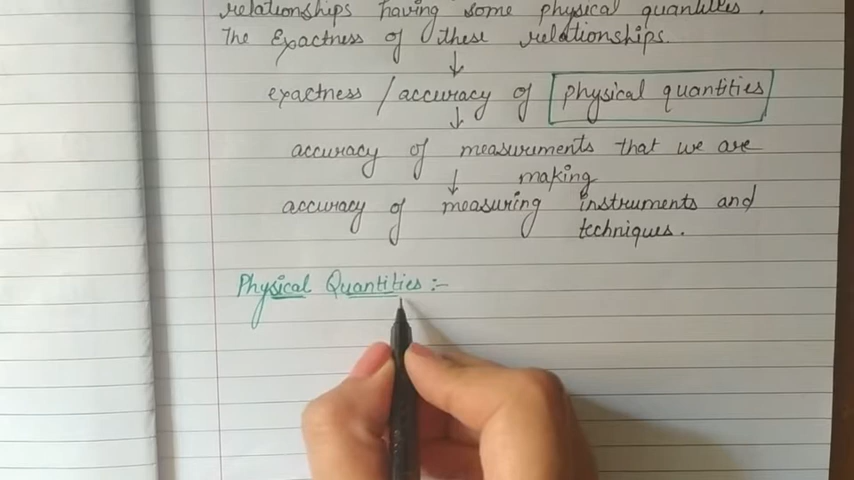 relationships having some physical quantities.
The Exactness of these relationships.
↓
exactness / accuracy of physical quantities
↓
accuracy of measurements that we are
making
↓
accuracy of measuring instruments and
techniques.
Physical Quantities :-